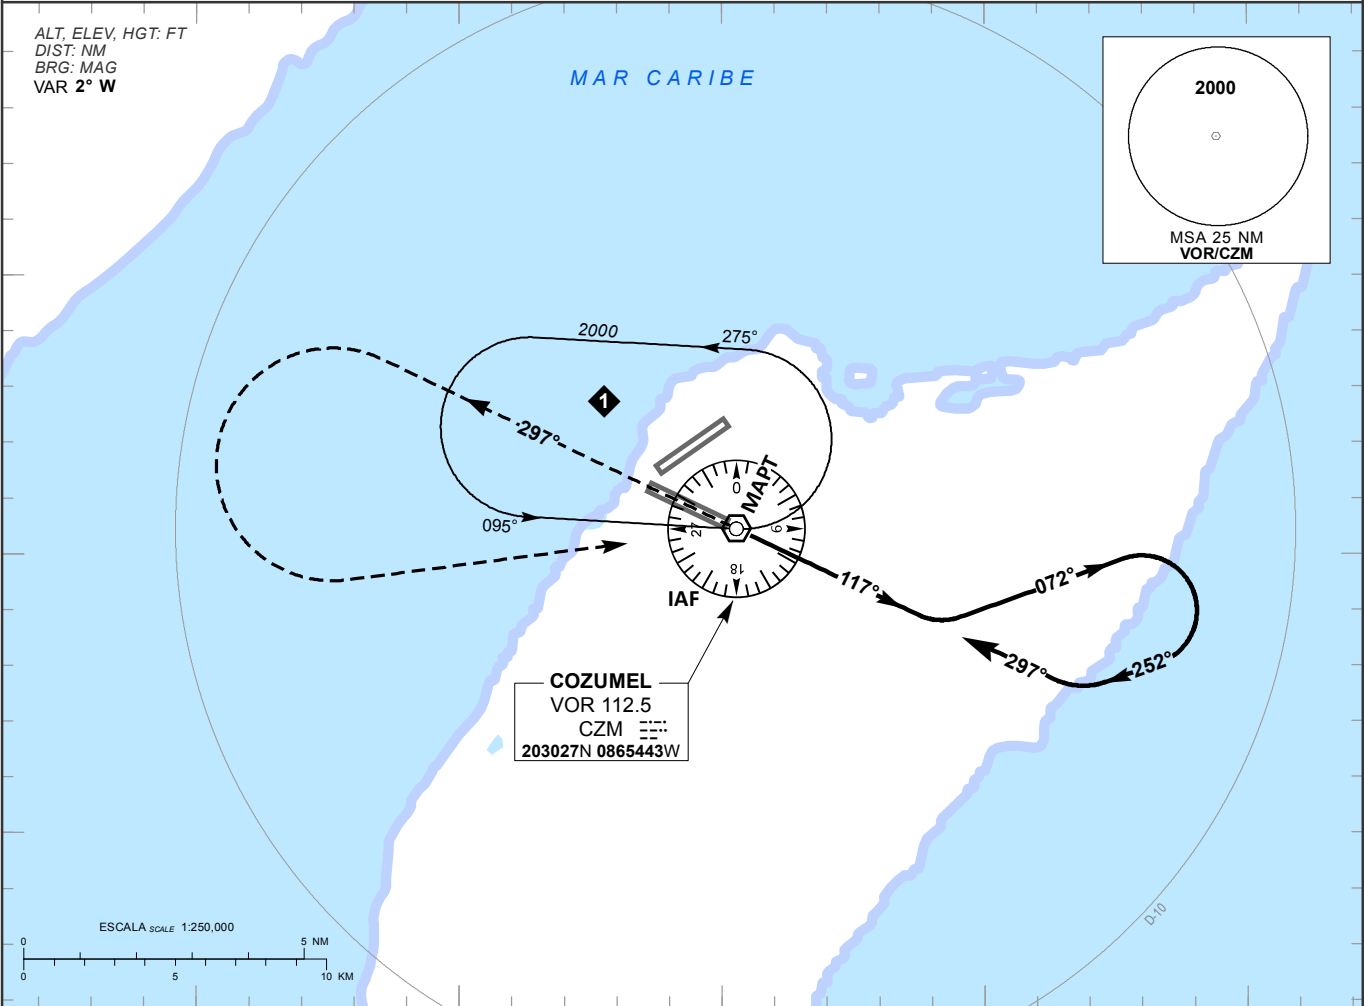 ALT, ELEV, HGT: FT
DIST: NM
BRG: MAG
VAR 2° W
MAR CARIBE
2000
MSA 25 NM
VOR/CZM
2000
275°
1
297°
095°
MAPT
0
9
18
27
IAF
117°
072°
252°
297°
COZUMEL
VOR 112.5
CZM
203027N 0865443W
D-10
ESCALA SCALE 1:250,000
0 5 NM
0 5 10 KM